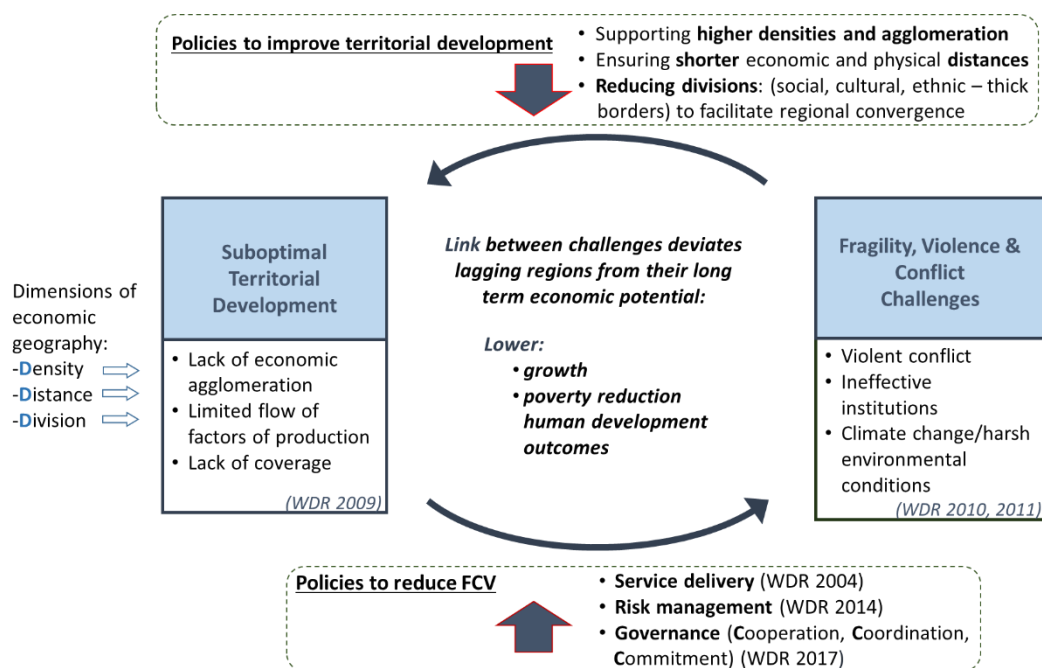 Policies to improve territorial development
• Supporting higher densities and agglomeration
• Ensuring shorter economic and physical distances
• Reducing divisions: (social, cultural, ethnic – thick
borders) to facilitate regional convergence
Dimensions of
economic
geography:
-Density
-Distance
-Division
Suboptimal
Territorial
Development
• Lack of economic
agglomeration
• Limited flow of
factors of production
• Lack of coverage
(WDR 2009)
Link between challenges deviates
lagging regions from their long
term economic potential:
Lower:
• growth
• poverty reduction
human development
outcomes
Fragility, Violence &
Conflict
Challenges
• Violent conflict
• Ineffective
institutions
• Climate change/harsh
environmental
conditions
(WDR 2010, 2011)
Policies to reduce FCV
• Service delivery (WDR 2004)
• Risk management (WDR 2014)
• Governance (Cooperation, Coordination,
Commitment) (WDR 2017)